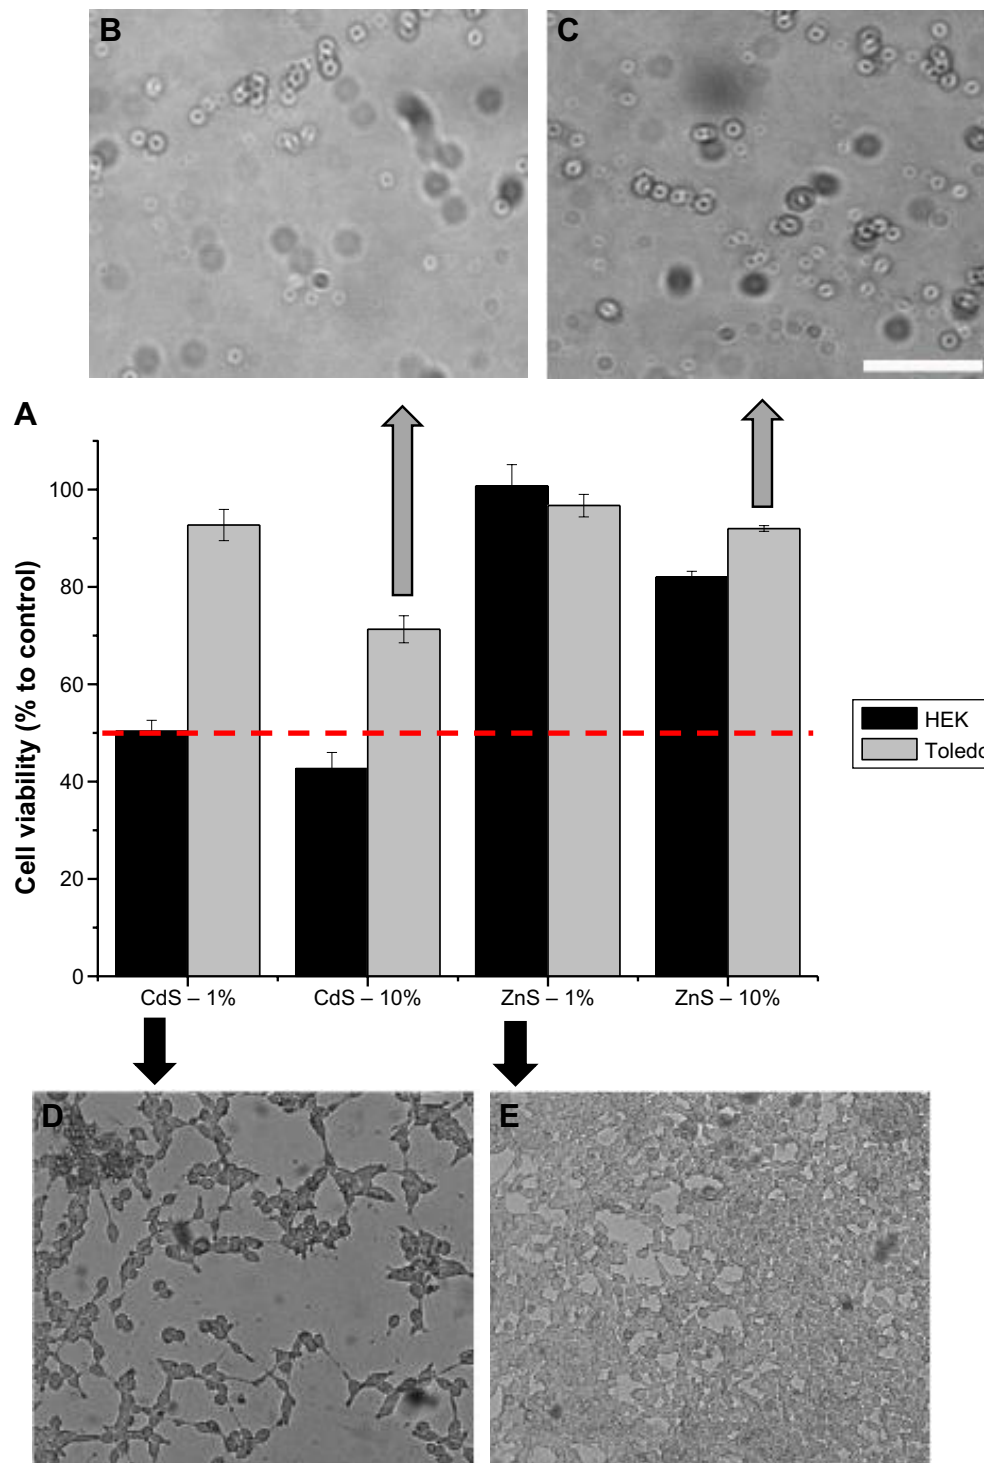 B
C
A
Cell viability (% to control)
100
80
60
40
20
0
CdS – 1%
CdS – 10%
ZnS – 1%
ZnS – 10%
HEK
Toledo
D
E